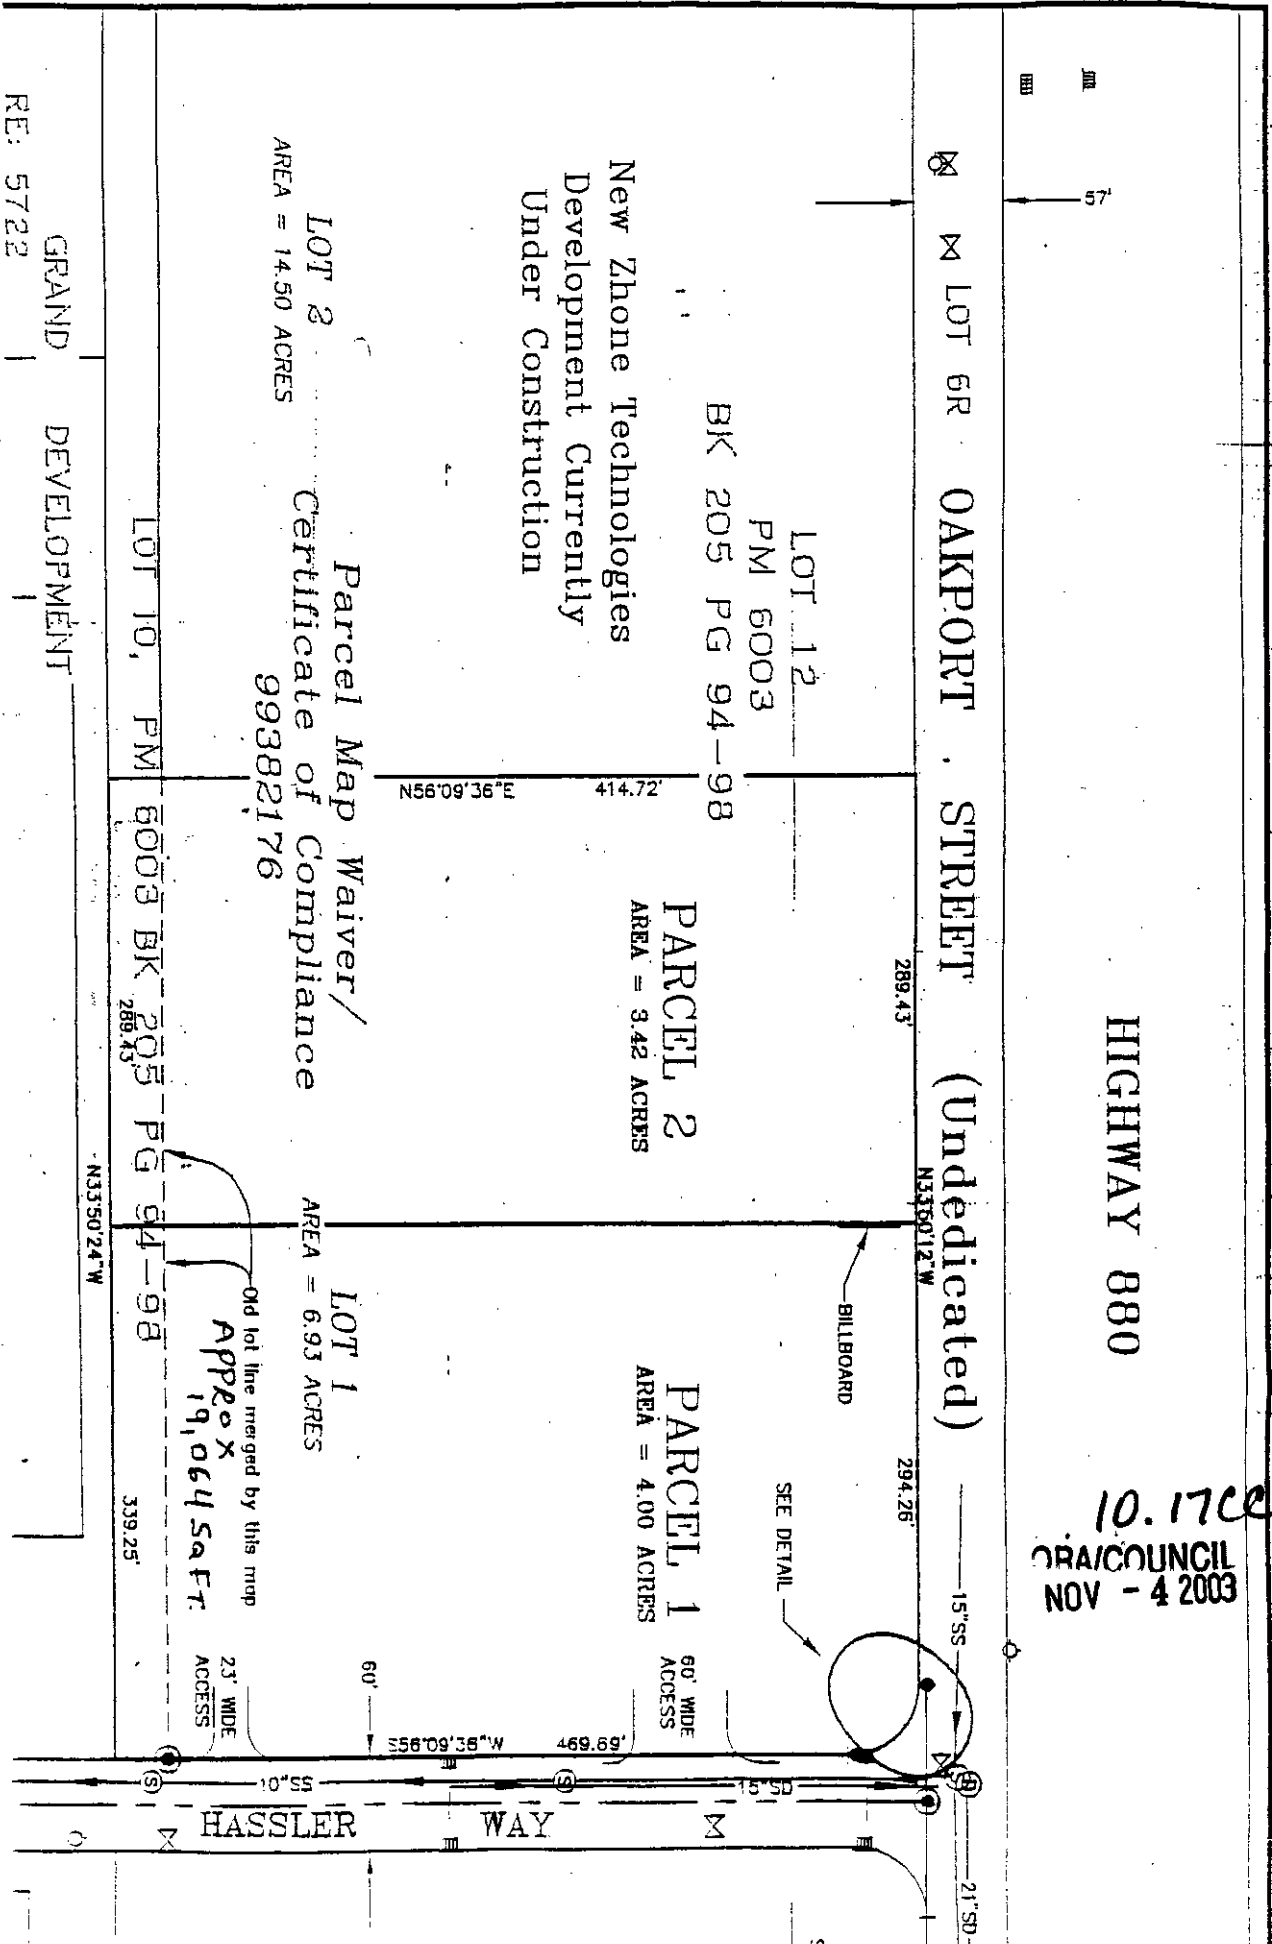 10.17CC
ORA/COUNCIL
NOV - 4 2003
HIGHWAY 880
57'
LOT 6R
OAKPORT STREET (Undedicated)
15"SS
21"SD
LOT 12
PM 6003
BK 205 PG 94-98
New Zhone Technologies
Development Currently
Under Construction
289.43'
N33°50'12"W
294.26'
BILLBOARD
SEE DETAIL
N56°09'36"E
414.72'
PARCEL 2
AREA = 3.42 ACRES
PARCEL 1
AREA = 4.00 ACRES
60' WIDE
ACCESS
LOT 2
AREA = 14.50 ACRES
Parcel Map Waiver/
Certificate of Compliance
99382176
LOT 1
AREA = 6.93 ACRES
60'
S56°09'36"W
469.69'
Old lot line merged by this map
APPROX
19,064 SQ FT.
23' WIDE
ACCESS
LOT 10, PM 6003 BK 205 PG 94-98
289.43'
N33°50'24"W
339.25'
10"SS
15"SD
HASSLER WAY
GRAND DEVELOPMENT
RE: 5722